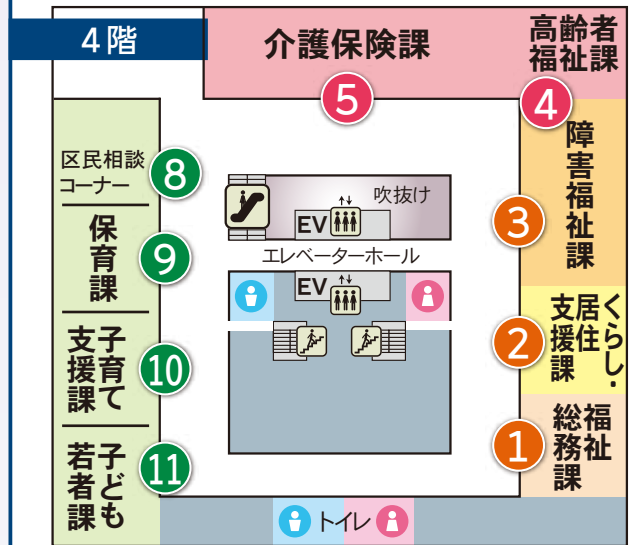 4階
介護保険課
5
高齢者
福祉課
4
障害福祉課
3
くらし・
居住
支援課
2
福祉
総務課
1
区民相談
コーナー
8
保育課
9
子育て
支援課
10
子ども
若者課
11
吹抜け
EV
エレベーターホール
EV
トイレ